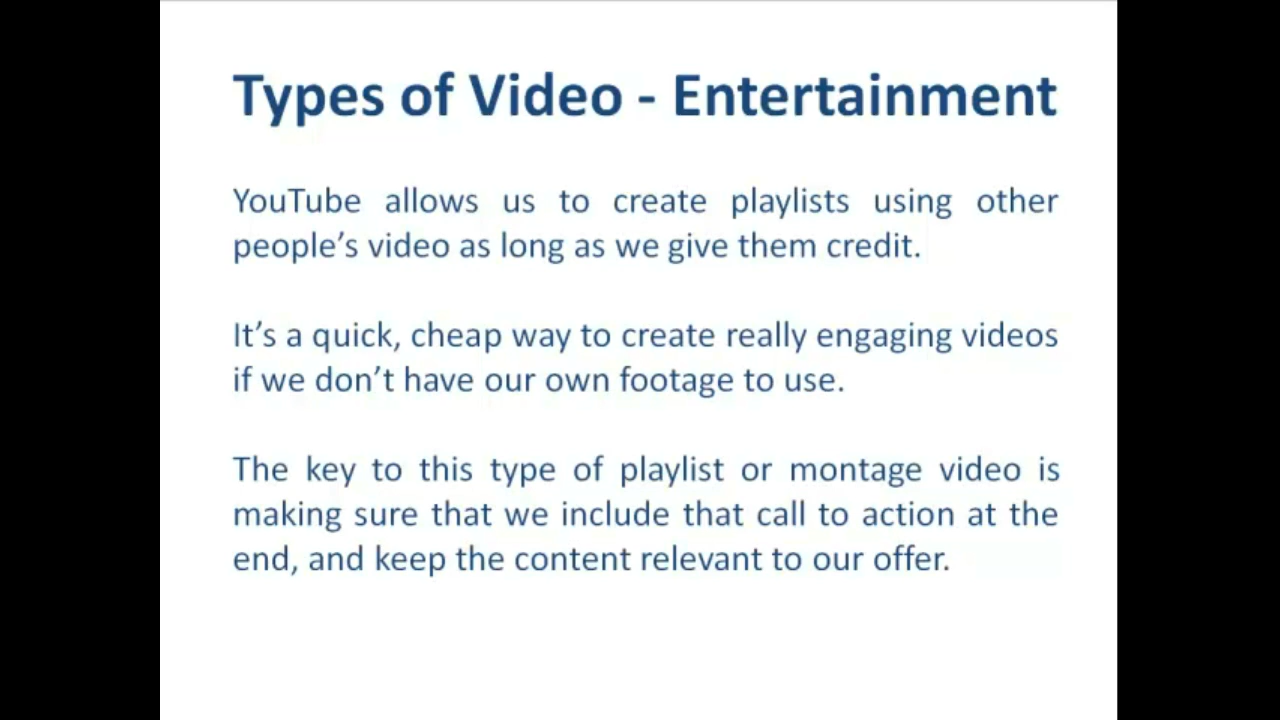 Types of Video - Entertainment
YouTube allows us to create playlists using other
people’s video as long as we give them credit.
It’s a quick, cheap way to create really engaging videos
if we don’t have our own footage to use.
The key to this type of playlist or montage video is
making sure that we include that call to action at the
end, and keep the content relevant to our offer.